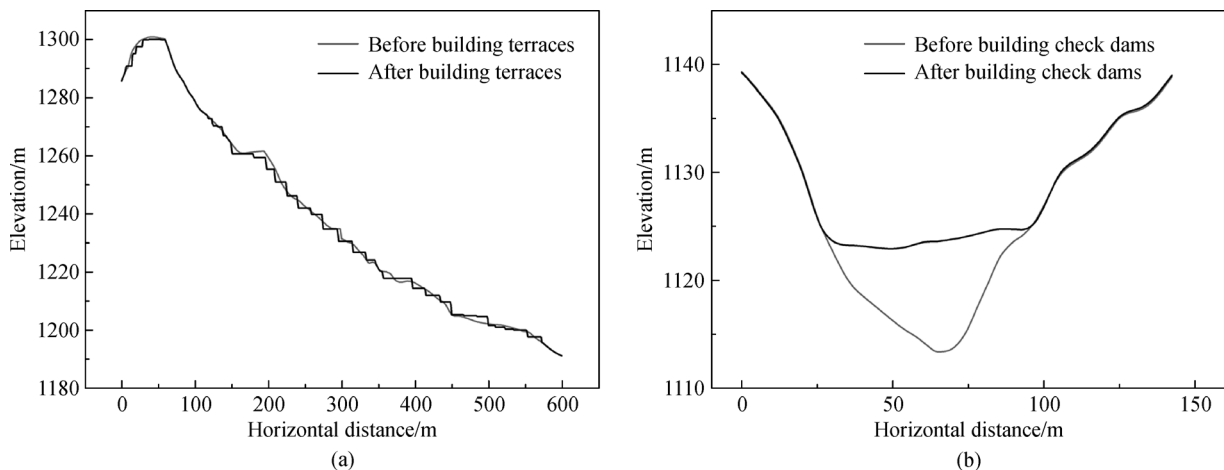 Before building terraces
After building terraces
Elevation/m
1300
1280
1260
1240
1220
1200
1180
0
100
200
300
400
500
600
Horizontal distance/m
(a)
Before building check dams
After building check dams
Elevation/m
1140
1130
1120
1110
0
50
100
150
Horizontal distance/m
(b)